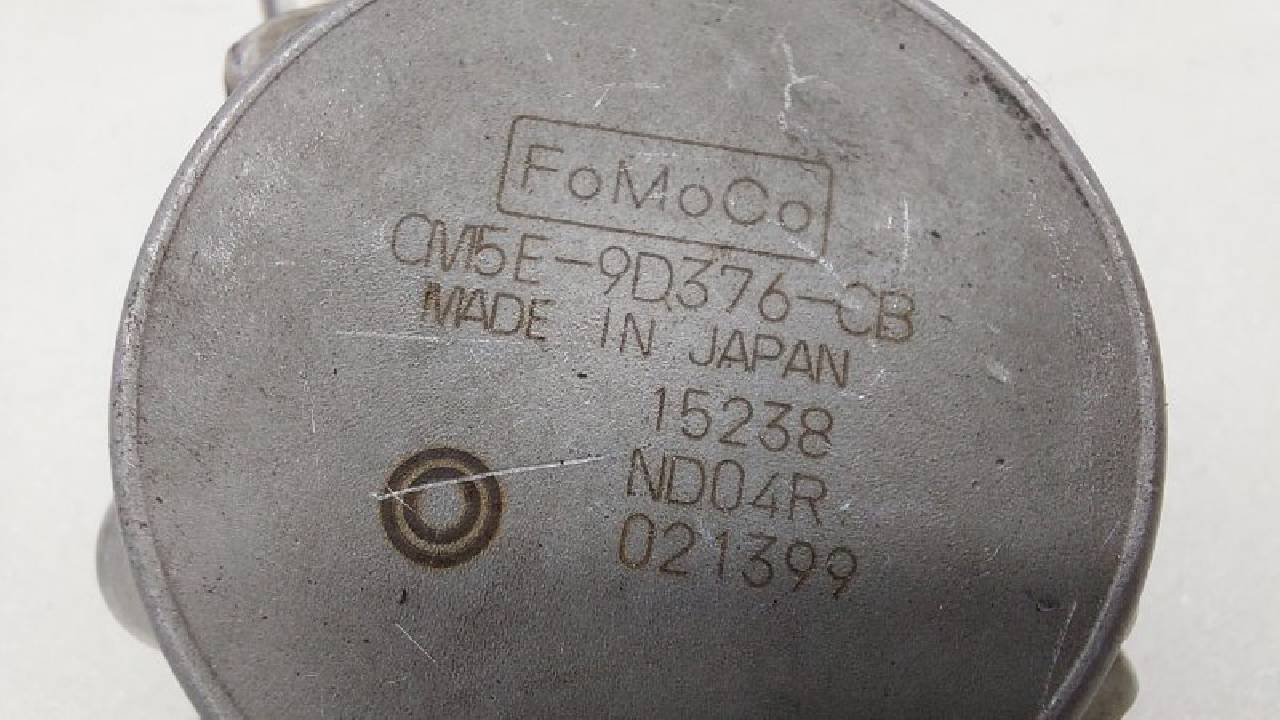 FoMoCo
CM5E-9D376-CB
MADE IN JAPAN
15238
ND04R
021399